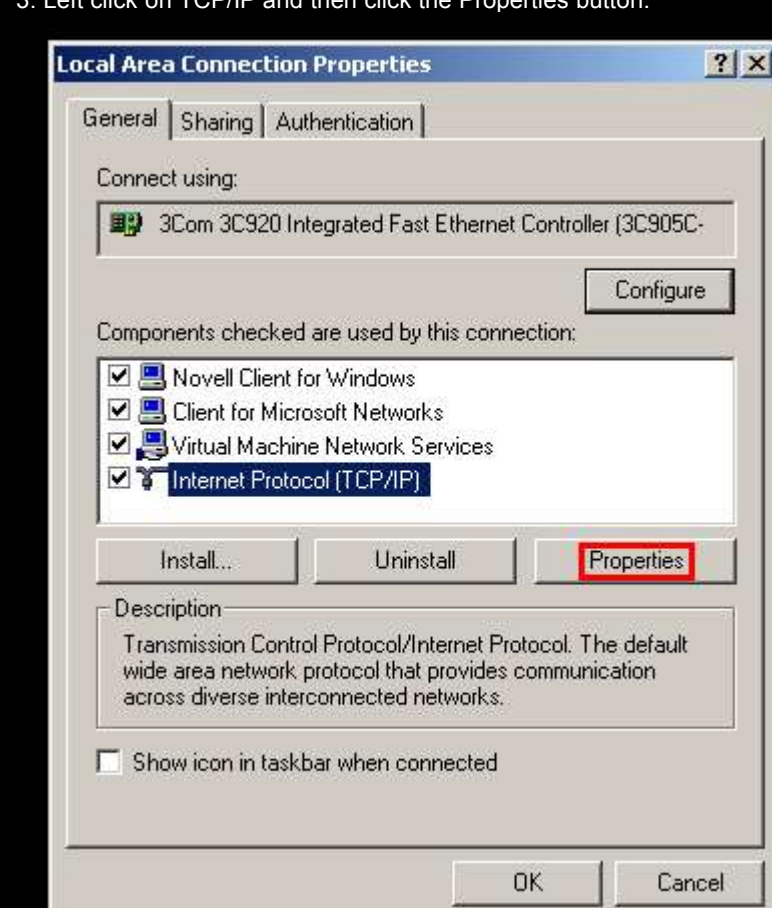 3. Left click on TCP/IP and then click the Properties button.
Local Area Connection Properties
General Sharing Authentication
Connect using:
3Com 3C920 Integrated Fast Ethernet Controller (3C905C-
Configure
Components checked are used by this connection:
Novell Client for Windows
Client for Microsoft Networks
Virtual Machine Network Services
Internet Protocol (TCP/IP)
Install... Uninstall Properties
Description
Transmission Control Protocol/Internet Protocol. The default
wide area network protocol that provides communication
across diverse interconnected networks.
Show icon in taskbar when connected
OK Cancel